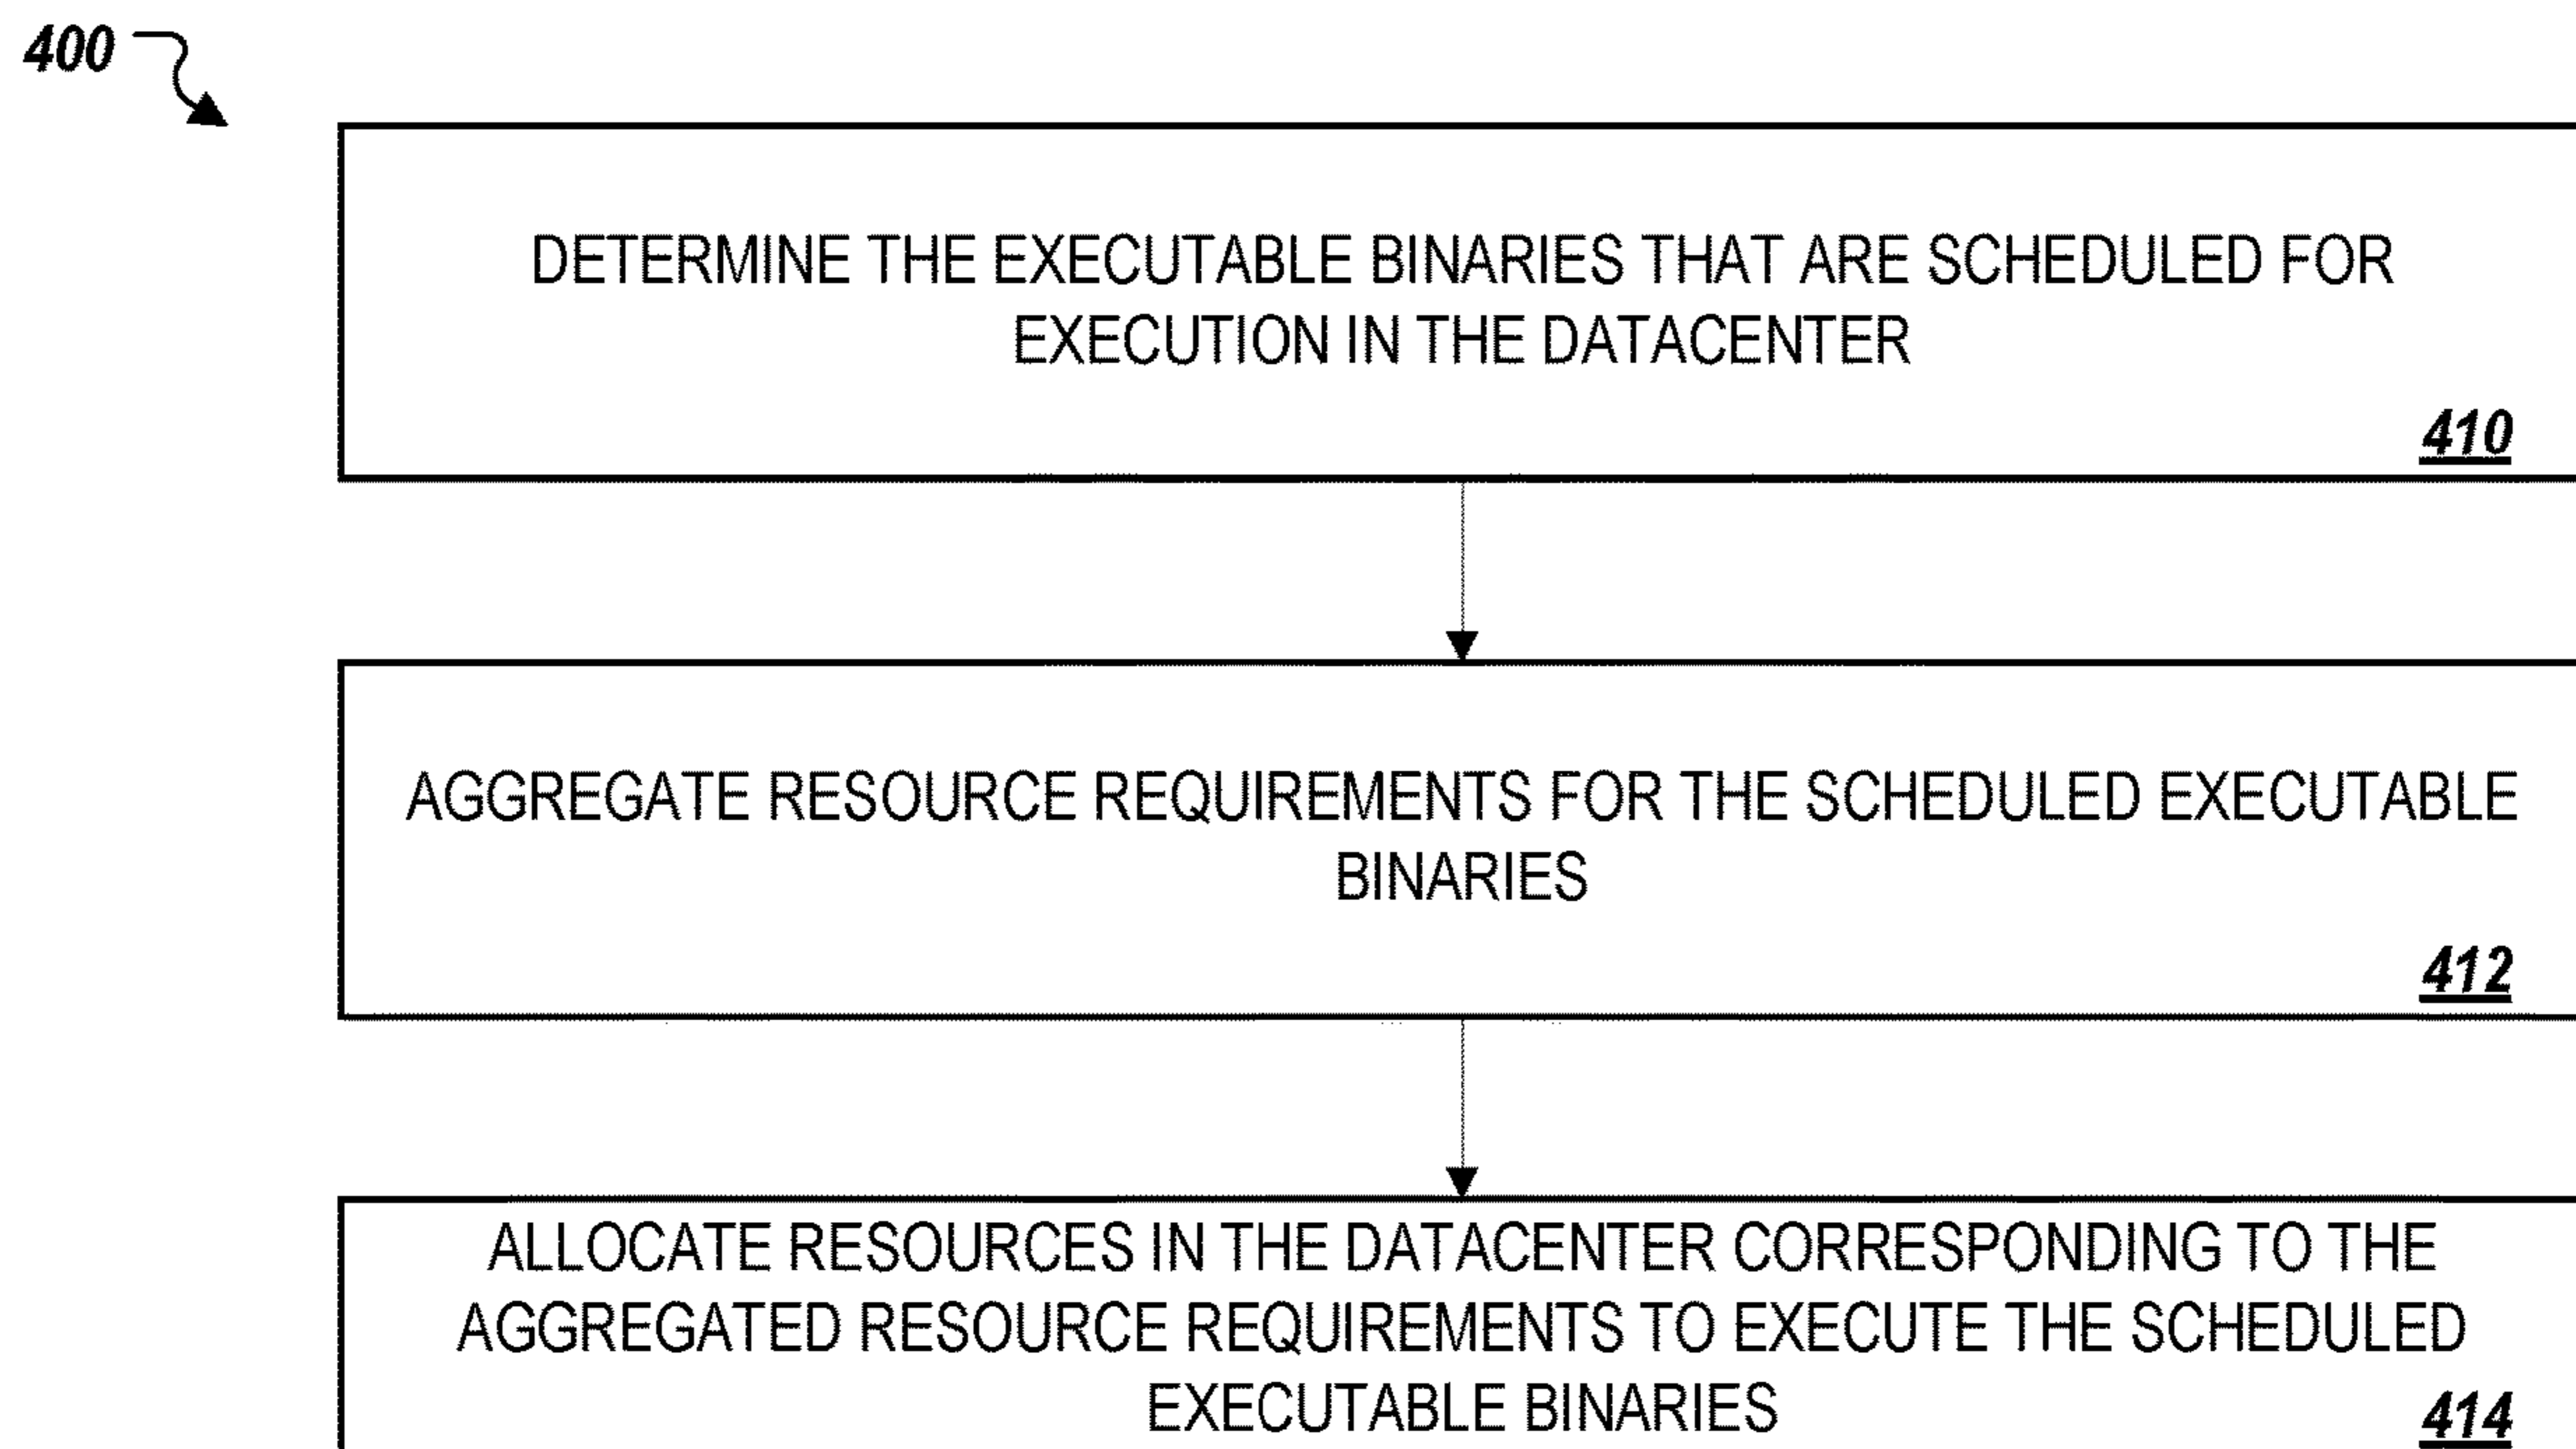 400
DETERMINE THE EXECUTABLE BINARIES THAT ARE SCHEDULED FOR
EXECUTION IN THE DATACENTER
410
AGGREGATE RESOURCE REQUIREMENTS FOR THE SCHEDULED EXECUTABLE
BINARIES
412
ALLOCATE RESOURCES IN THE DATACENTER CORRESPONDING TO THE
AGGREGATED RESOURCE REQUIREMENTS TO EXECUTE THE SCHEDULED
EXECUTABLE BINARIES
414